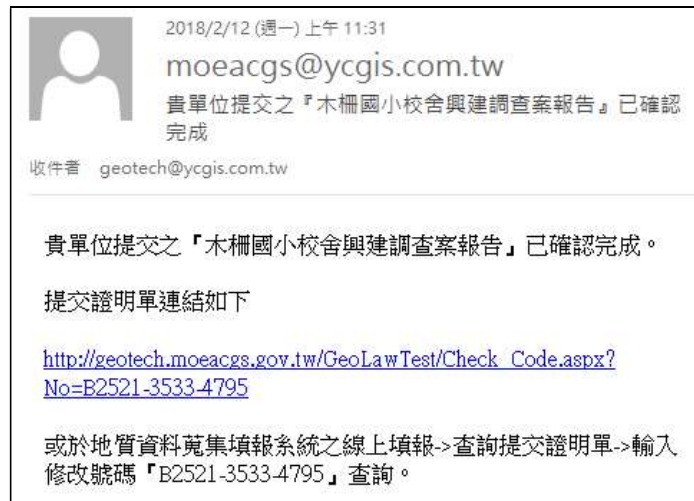 2018/2/12 (週一) 上午 11:31
moeacgs@ycgis.com.tw
貴單位提交之『木柵國小校舍興建調查案報告』已確認
完成
收件者 geotech@ycgis.com.tw
貴單位提交之『木柵國小校舍興建調查案報告』已確認完成。
提交證明單連結如下
http://geotech.moeacgs.gov.tw/GeoLawTest/Check_Code.aspx?
No=B2521-3533-4795
或於地質資料蒐集填報系統之線上填報->查詢提交證明單->輸入
修改號碼『B2521-3533-4795』查詢。